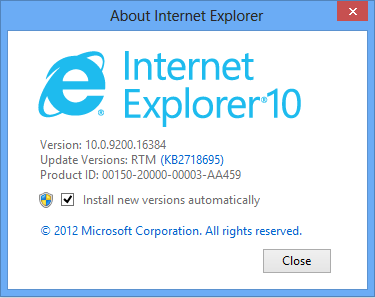 About Internet Explorer
Internet
Explorer®10
Version: 10.0.9200.16384
Update Versions: RTM (KB2718695)
Product ID: 00150-20000-00003-AA459
Install new versions automatically
© 2012 Microsoft Corporation. All rights reserved.
Close